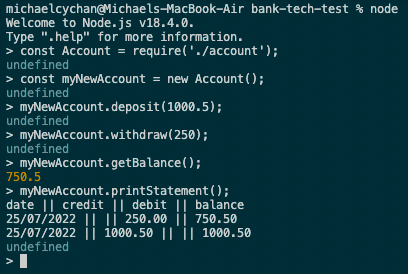 michaelcychan@Michaels-MacBook-Air bank-tech-test % node
Welcome to Node.js v18.4.0.
Type ".help" for more information.
> const Account = require('./account');
undefined
> const myNewAccount = new Account();
undefined
> myNewAccount.deposit(1000.5);
undefined
> myNewAccount.withdraw(250);
undefined
> myNewAccount.getBalance();
750.5
> myNewAccount.printStatement();
date || credit || debit || balance
25/07/2022 || || 250.00 || 750.50
25/07/2022 || 1000.50 || || 1000.50
undefined
>